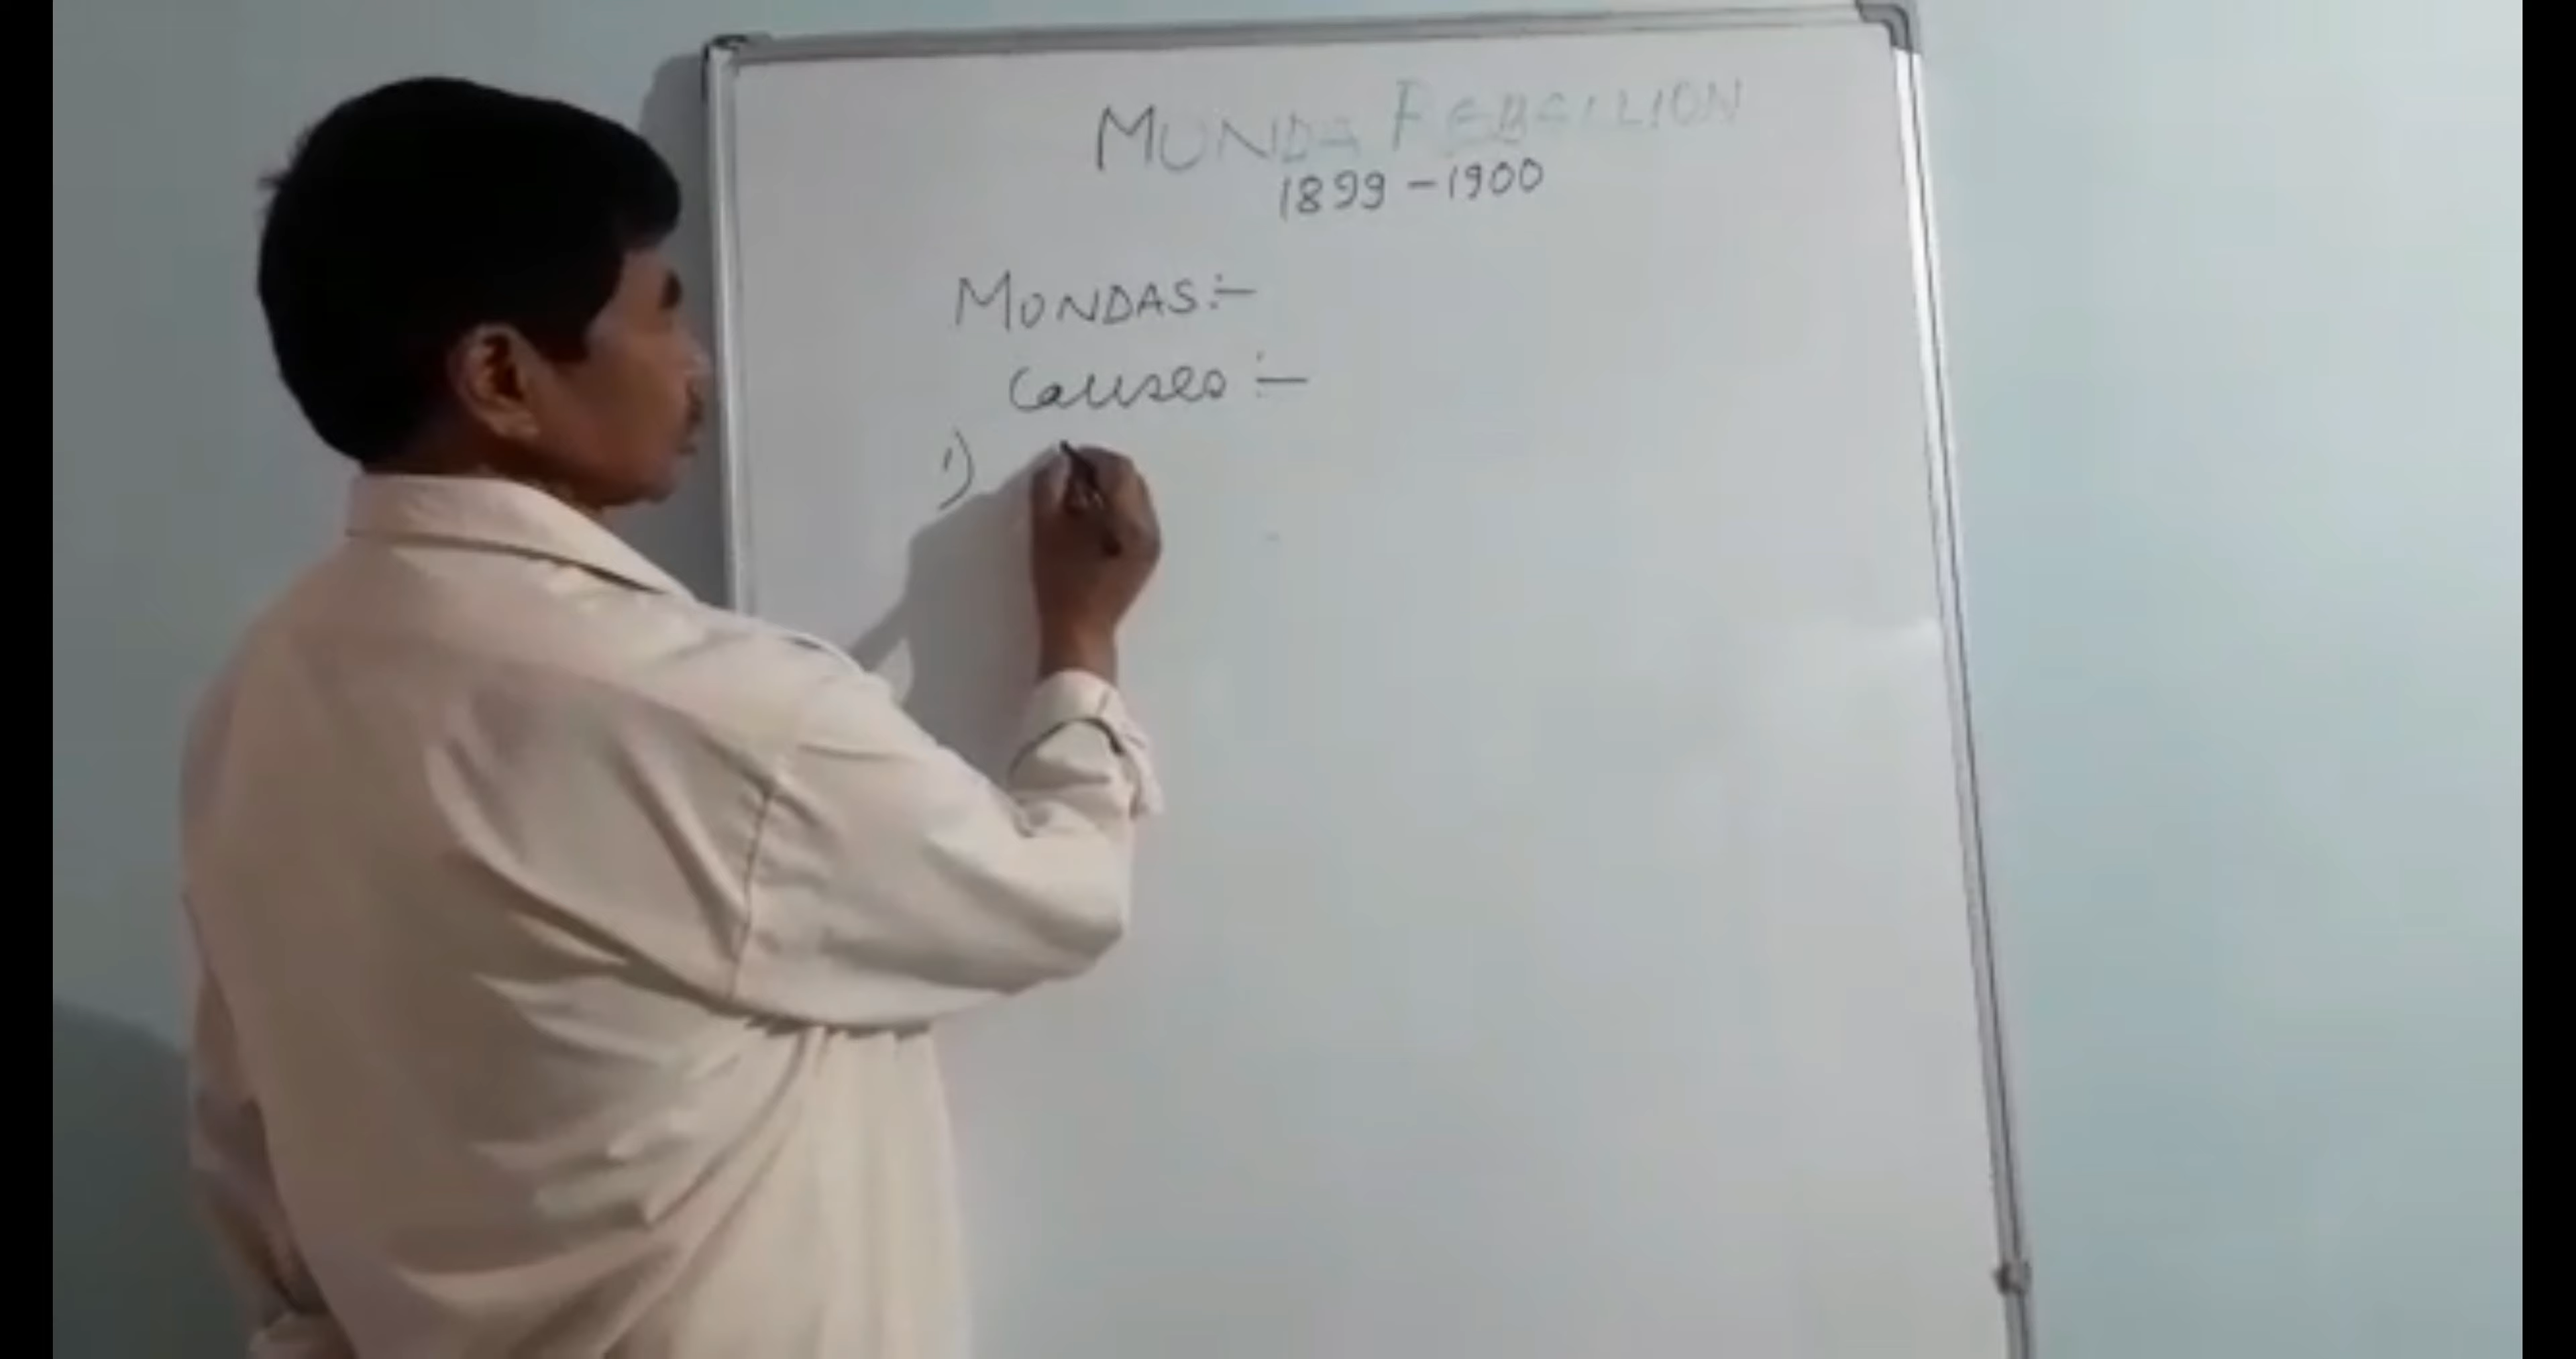 MUNDA REBELLION
1899 - 1900
MUNDAS :-
Causes :-
1)